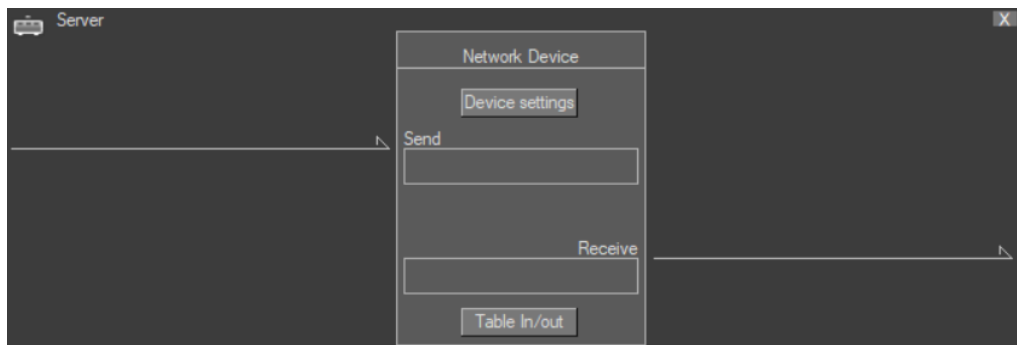 Server
X
Network Device
Device settings
Send
Receive
Table In/out